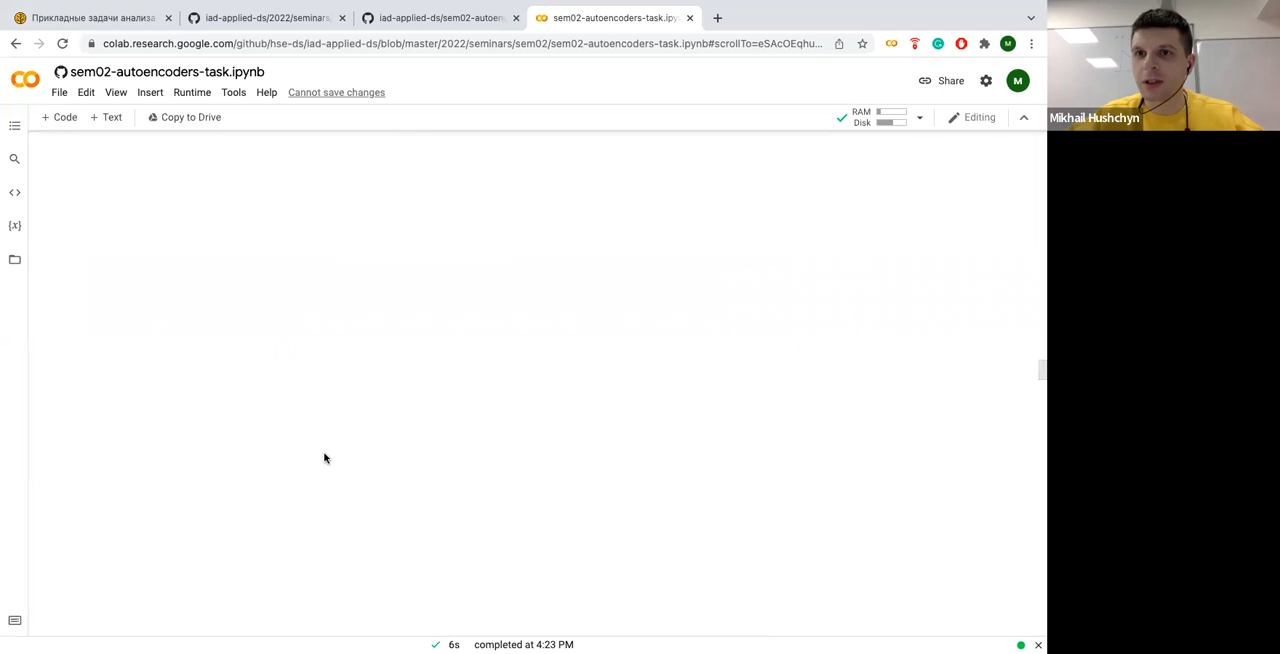 Прикладные задачи анализа
iad-applied-ds/2022/seminars
iad-applied-ds/sem02-autoen
sem02-autoencoders-task.ipy
colab.research.google.com/github/hse-ds/iad-applied-ds/blob/master/2022/seminars/sem02/sem02-autoencoders-task.ipynb#scrollTo=eSAcOEqhu...
M
sem02-autoencoders-task.ipynb
Share
M
File Edit View Insert Runtime Tools Help Cannot save changes
+ Code + Text Copy to Drive
RAM
Disk
Editing
Mikhail Hushchyn
{x}
6s completed at 4:23 PM